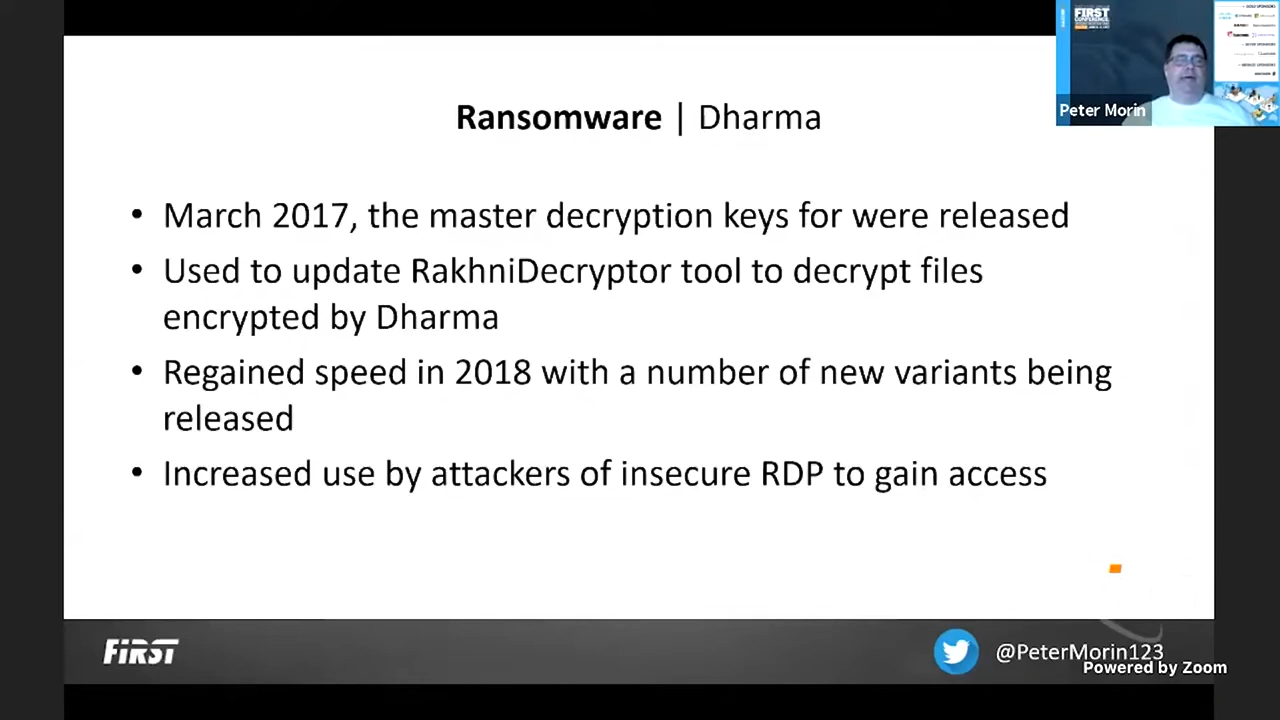 FIRST
CONFERENCE
Peter Morin
Ransomware | Dharma
• March 2017, the master decryption keys for were released
• Used to update RakhniDecryptor tool to decrypt files
encrypted by Dharma
• Regained speed in 2018 with a number of new variants being
released
• Increased use by attackers of insecure RDP to gain access
FiRST
@PeterMorin123
Powered by Zoom